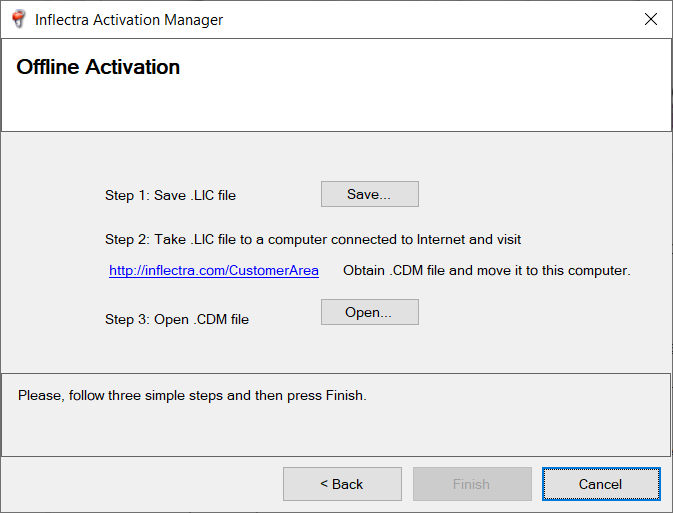 Inflectra Activation Manager
Offline Activation
Step 1: Save .LIC file
Save...
Step 2: Take .LIC file to a computer connected to Internet and visit
http://inflectra.com/CustomerArea Obtain .CDM file and move it to this computer.
Step 3: Open .CDM file
Open...
Please, follow three simple steps and then press Finish.
< Back
Finish
Cancel